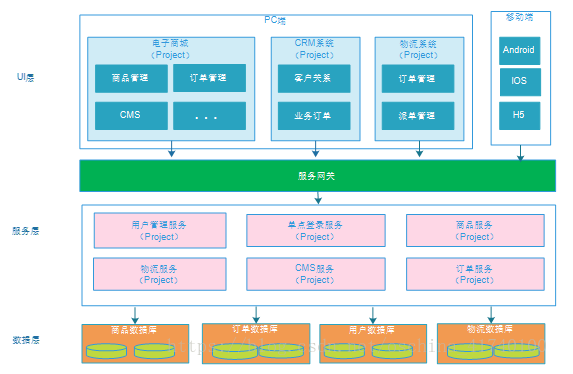 PC端
移动端
电子商城
（Project）
CRM系统
（Project）
物流系统
（Project）
UI层
商品管理
订单管理
客户关系
订单管理
Android
IOS
CMS
...
业务订单
派单管理
H5
服务网关
服务层
用户管理服务
（Project）
单点登录服务
（Project）
商品服务
（Project）
物流服务
（Project）
CMS服务
（Project）
订单服务
（Project）
数据层
商品数据库
订单数据库
用户数据库
物流数据库